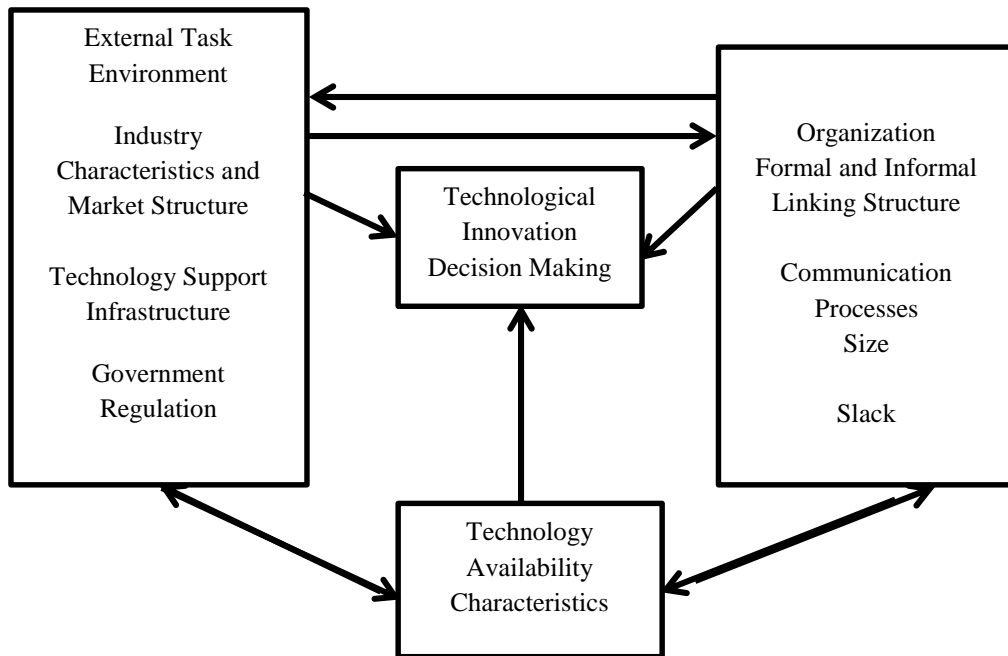 External Task
Environment
Industry
Characteristics and
Market Structure
Technology Support
Infrastructure
Government
Regulation
Technological
Innovation
Decision Making
Organization
Formal and Informal
Linking Structure
Communication
Processes
Size
Slack
Technology
Availability
Characteristics